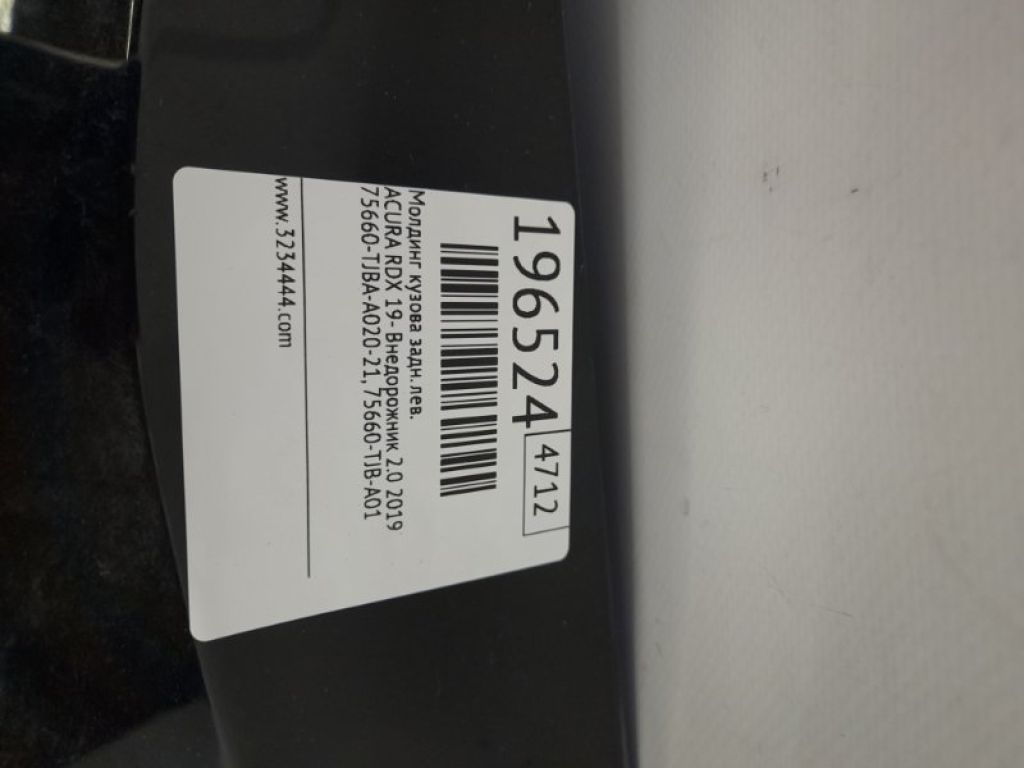 196524
4712
Молдинг кузова задн.лев.
ACURA RDX 19- Внедорожник 2.0 2019
75660-TJBA-A020-21,75660-TJB-A01
www.3234444.com